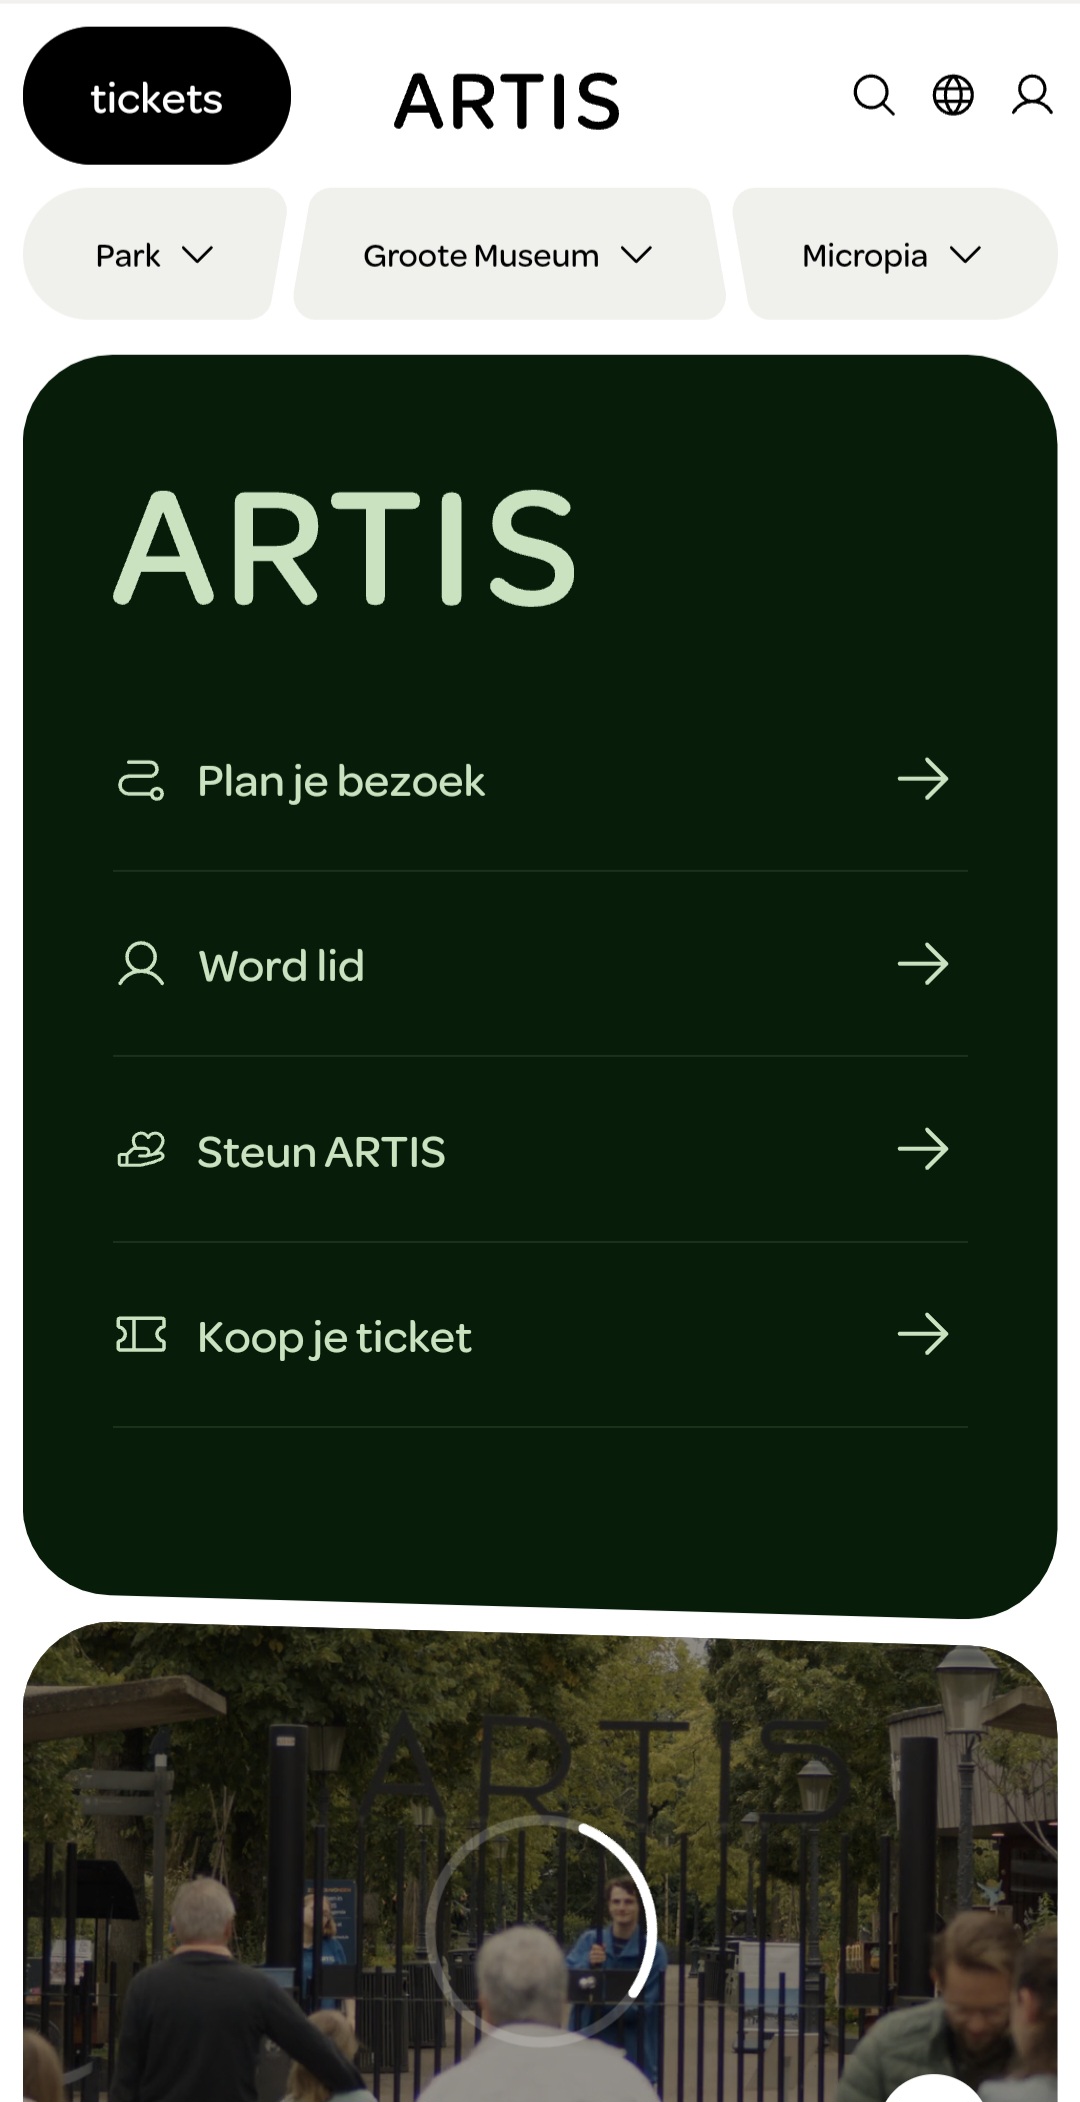 tickets
ARTIS
Park
Groote Museum
Micropia
ARTIS
Plan je bezoek
Word lid
Steun ARTIS
Koop je ticket
ARTIS